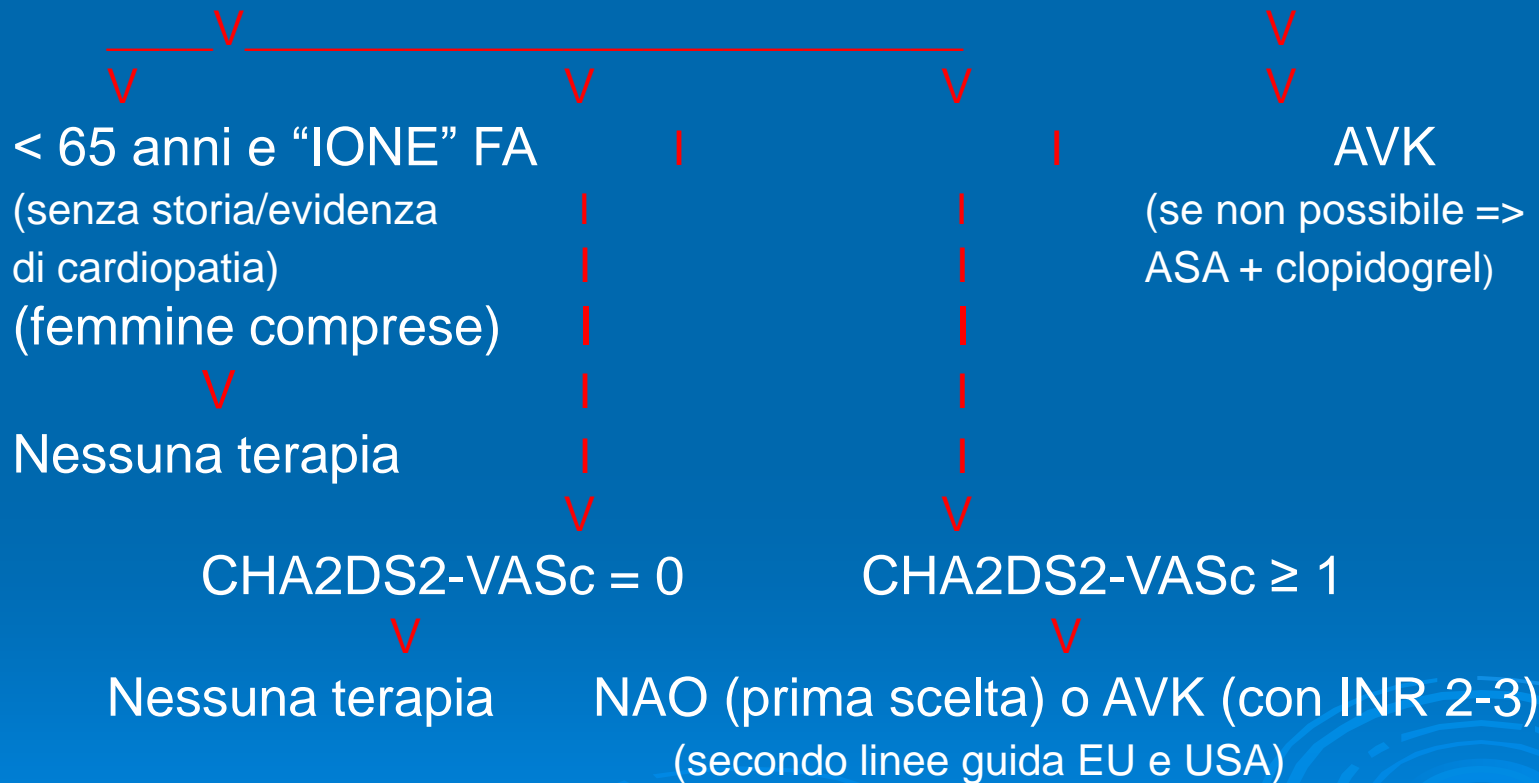 < 65 anni e “IONE” FA
AVK
(senza storia/evidenza
(se non possibile =>
di cardiopatia)
ASA + clopidogrel)
(femmine comprese)
Nessuna terapia
CHA2DS2-VASc = 0
CHA2DS2-VASc ≥ 1
Nessuna terapia
NAO (prima scelta) o AVK (con INR 2-3)
(secondo linee guida EU e USA)